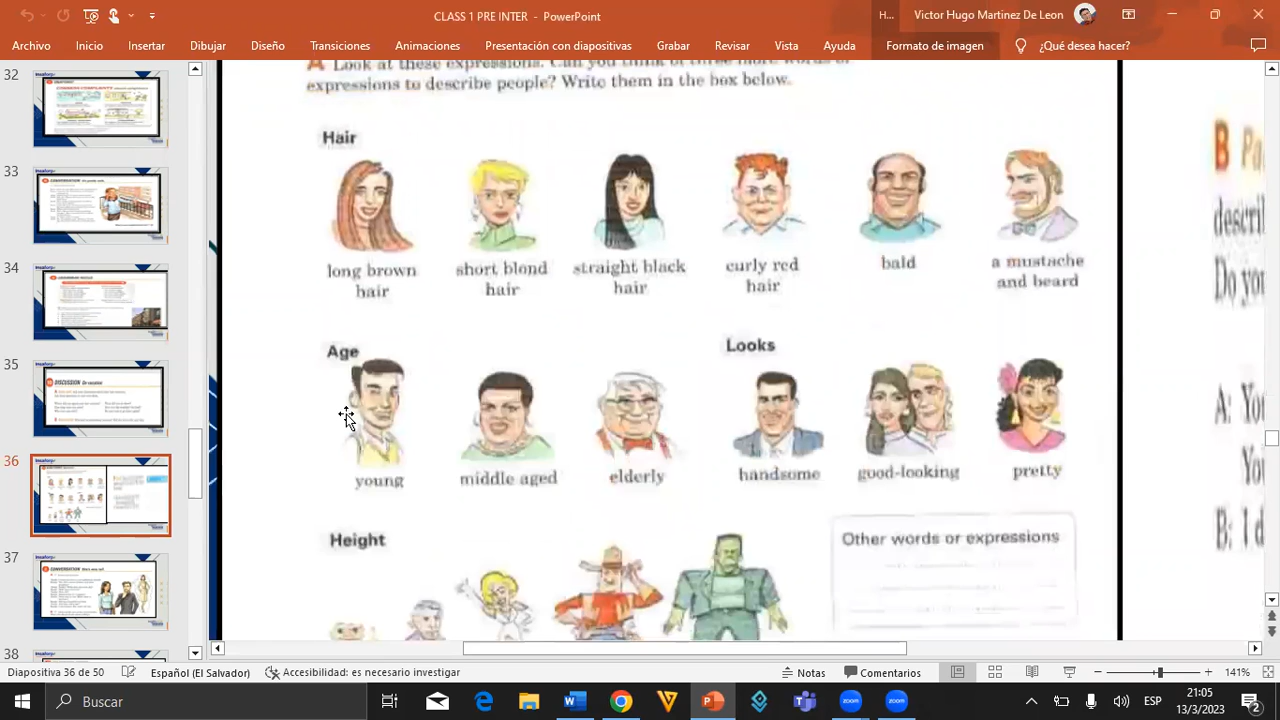 CLASS 1 PRE INTER - PowerPoint
H...
Victor Hugo Martinez De Leon
Archivo
Inicio
Insertar
Dibujar
Diseño
Transiciones
Animaciones
Presentación con diapositivas
Grabar
Revisar
Vista
Ayuda
Formato de imagen
¿Qué desea hacer?
32
33
34
35
36
37
38
A Look at these expressions. Can you think of three more words or
expressions to describe people? Write them in the box below.
Hair
long brown
hair
short blond
hair
straight black
hair
curly red
hair
bald
a mustache
and beard
Age
Looks
young
middle aged
elderly
handsome
good-looking
pretty
Height
Other words or expressions
B
Do you
A: You
B: I d
Diapositiva 36 de 50
Español (El Salvador)
Accesibilidad: es necesario investigar
Notas
Comentarios
141%
Buscar
ESP
21:05
13/3/2023
2